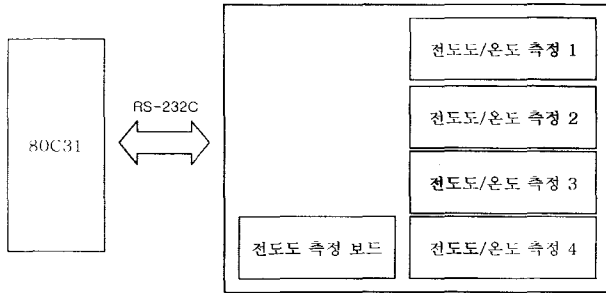 80C31
RS-232C
전도도/온도 측정 1
전도도/온도 측정 2
전도도/온도 측정 3
전도도 측정 보드
전도도/온도 측정 4